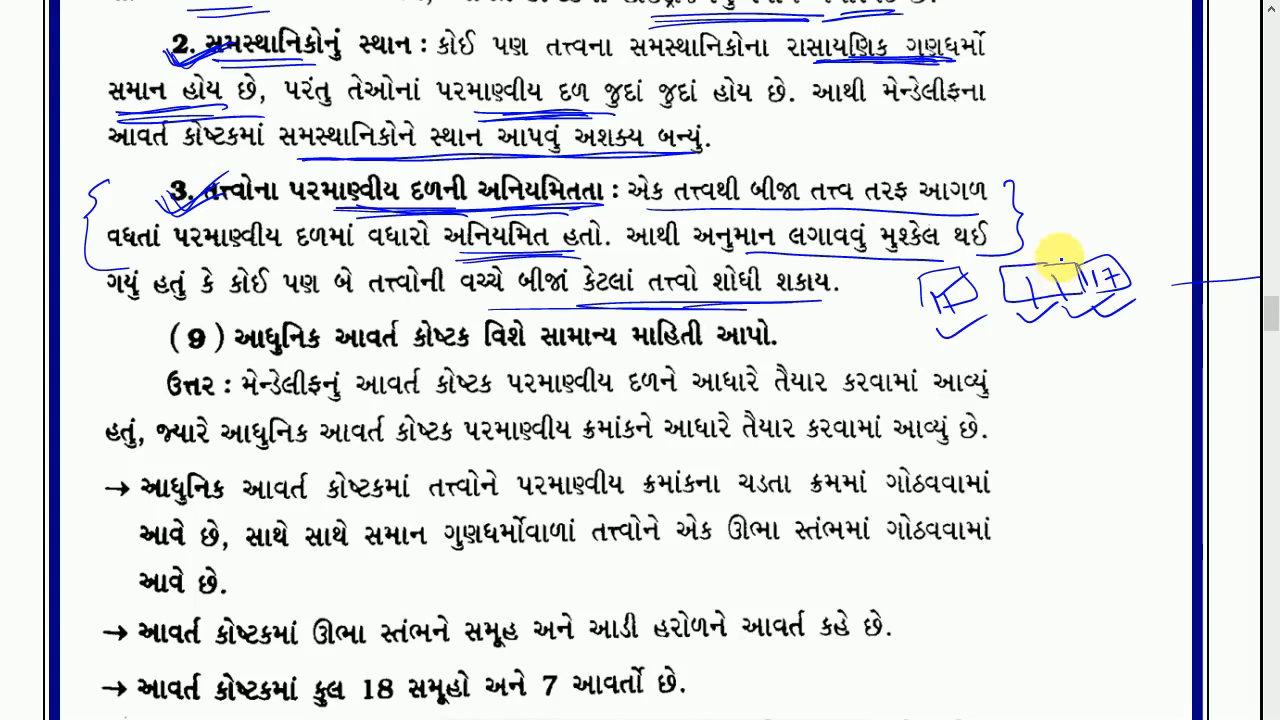 2. સમસ્થાનિકોનું સ્થાન : કોઈ પણ તત્ત્વના સમસ્થાનિકોના રાસાયણિક ગુણધર્મો
સમાન હોય છે, પરંતુ તેઓનાં પરમાણ્વીય દળ જુદાં જુદાં હોય છે. આથી મેન્ડેલીફના
આવર્ત કોષ્ટકમાં સમસ્થાનિકોને સ્થાન આપવું અશક્ય બન્યું.
3. તત્ત્વોના પરમાણ્વીય દળની અનિયમિતતા : એક તત્ત્વથી બીજા તત્ત્વ તરફ આગળ
વધતાં પરમાણ્વીય દળમાં વધારો અનિયમિત હતો. આથી અનુમાન લગાવવું મુશ્કેલ થઈ
ગયું હતું કે કોઈ પણ બે તત્ત્વોની વચ્ચે બીજાં કેટલાં તત્ત્વો શોધી શકાય.
17
(9) આધુનિક આવર્ત કોષ્ટક વિશે સામાન્ય માહિતી આપો.
ઉત્તર : મેન્ડેલીફનું આવર્ત કોષ્ટક પરમાણ્વીય દળને આધારે તૈયાર કરવામાં આવ્યું
હતું, જ્યારે આધુનિક આવર્ત કોષ્ટક પરમાણ્વીય ક્રમાંકને આધારે તૈયાર કરવામાં આવ્યું છે.
→ આધુનિક આવર્ત કોષ્ટકમાં તત્ત્વોને પરમાણ્વીય ક્રમાંકના ચડતા ક્રમમાં ગોઠવવામાં
આવે છે, સાથે સાથે સમાન ગુણધર્મોવાળાં તત્ત્વોને એક ઊભા સ્તંભમાં ગોઠવવામાં
આવે છે.
→ આવર્ત કોષ્ટકમાં ઊભા સ્તંભને સમૂહ અને આડી હરોળને આવર્ત કહે છે.
→ આવર્ત કોષ્ટકમાં કુલ 18 સમૂહો અને 7 આવર્તો છે.